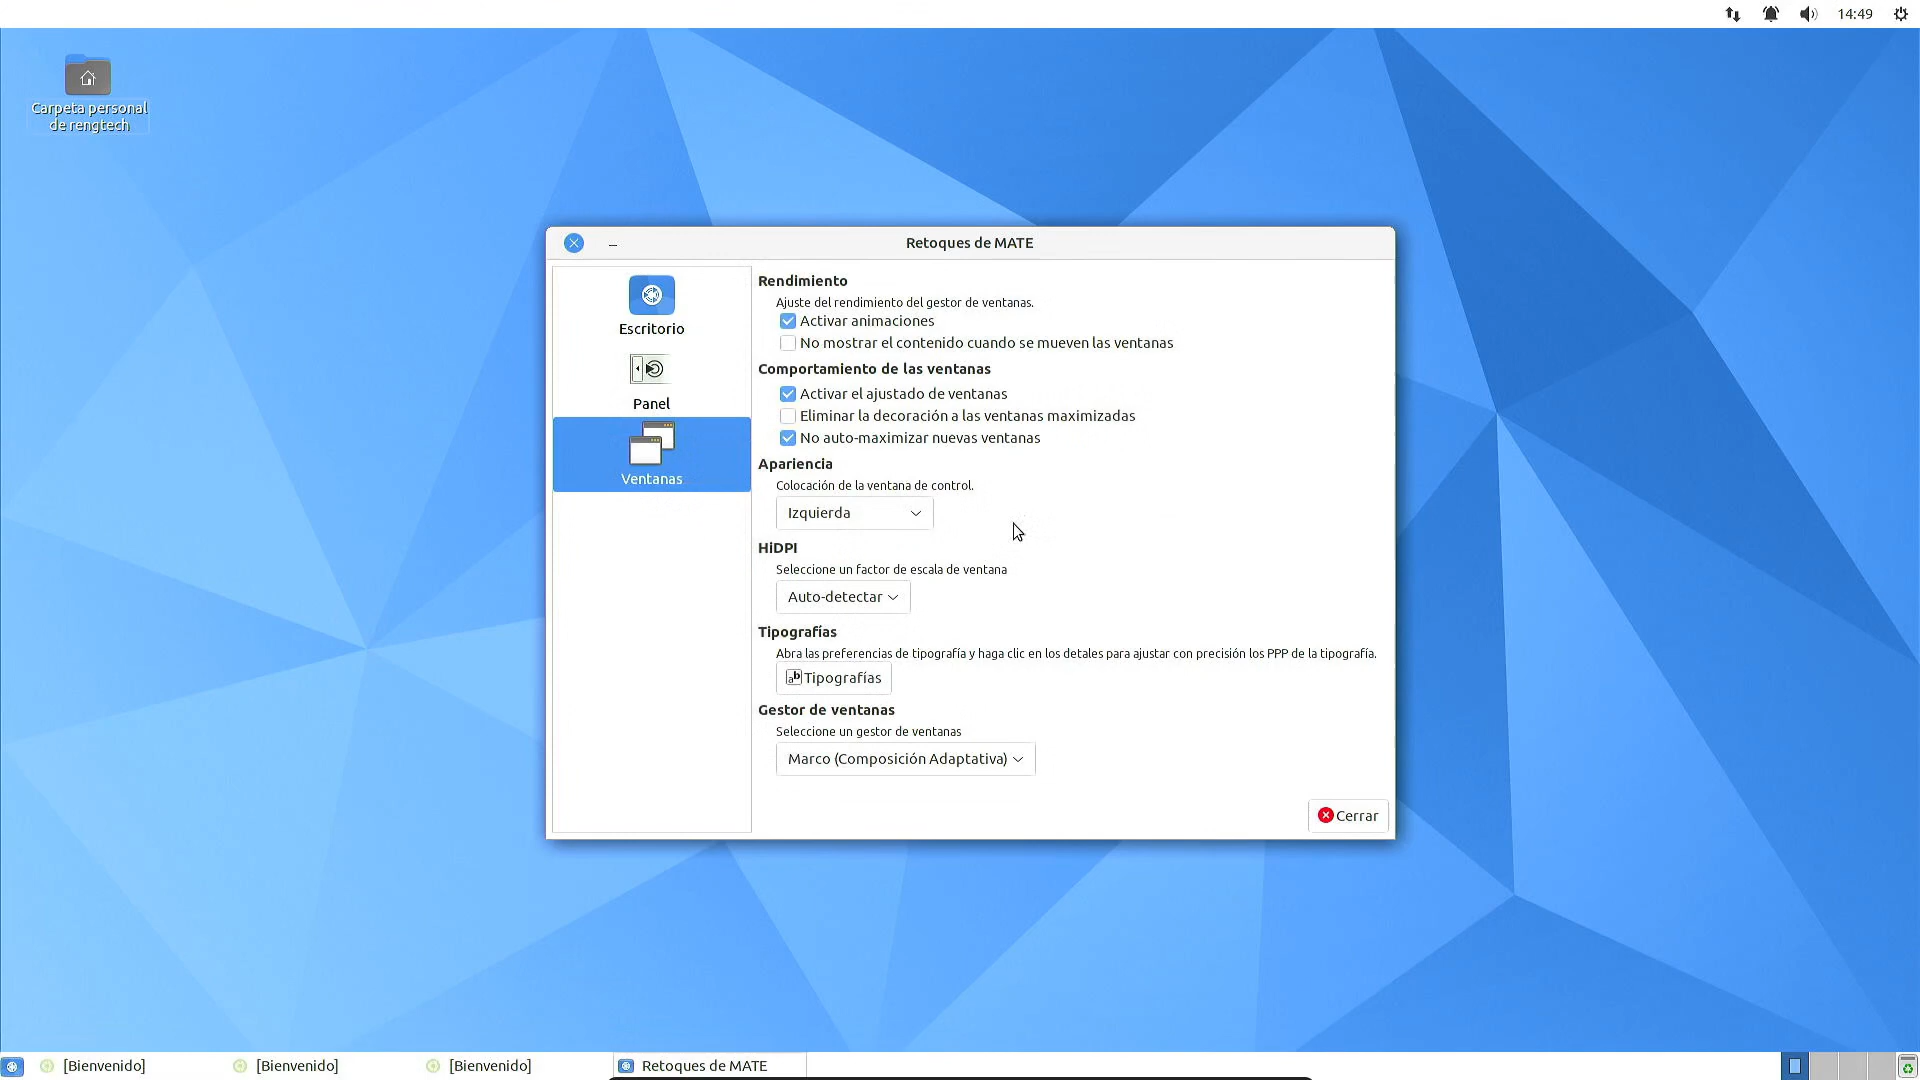 14:49
Carpeta personal
de rengtech
Retoques de MATE
Escritorio
Panel
Ventanas
Rendimiento
Ajuste del rendimiento del gestor de ventanas.
Activar animaciones
No mostrar el contenido cuando se mueven las ventanas
Comportamiento de las ventanas
Activar el ajustado de ventanas
Eliminar la decoración a las ventanas maximizadas
No auto-maximizar nuevas ventanas
Apariencia
Colocación de la ventana de control.
Izquierda
HiDPI
Seleccione un factor de escala de ventana
Auto-detectar
Tipografías
Abra las preferencias de tipografía y haga clic en los detales para ajustar con precisión los PPP de la tipografía.
Tipografías
Gestor de ventanas
Seleccione un gestor de ventanas
Marco (Composición Adaptativa)
Cerrar
[Bienvenido]
[Bienvenido]
[Bienvenido]
Retoques de MATE